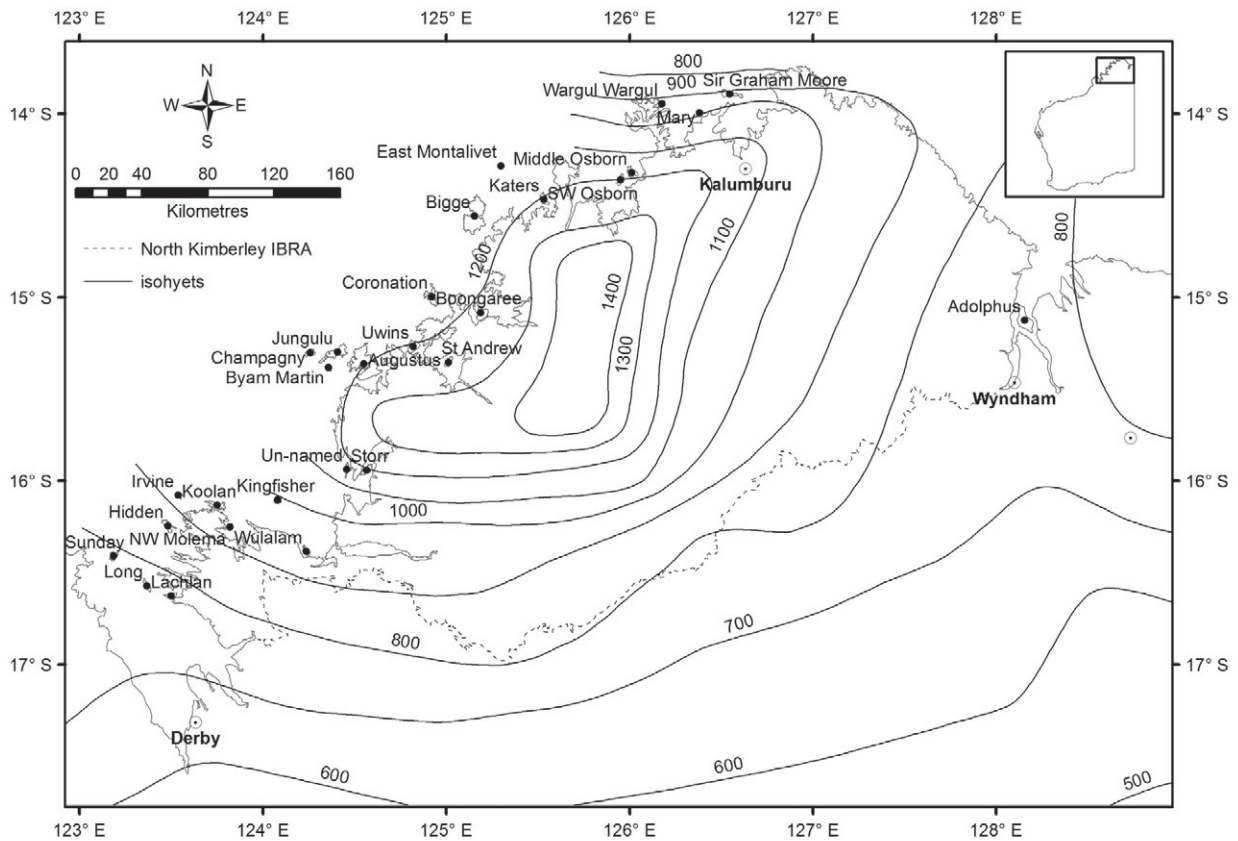 123° E 124° E 125° E 126° E 127° E 128° E
800
N
900 Sir Graham Moore
Wargul Wargul
W E
14° S 14° S
Mary
S
East Montalivet Middle Osborn
0 20 40 80 120 160
Katers Kalumburu
SW Osborn
Kilometres
Bigge
1100
800
North Kimberley IBRA
1200
isohyets
Coronation
15° S 15° S
1400
Boongaree
Adolphus
Jungulu Uwins
1300
St Andrew
Champagny Augustus
Byam Martin
Wyndham
Un-named Storr
16° S 16° S
Irvine Koolan Kingfisher
1000
Hidden
NW Molema Wulalam
Sunday
Long Lachlan
700
800
17° S 17° S
Derby
600 600 500
123° E 124° E 125° E 126° E 127° E 128° E